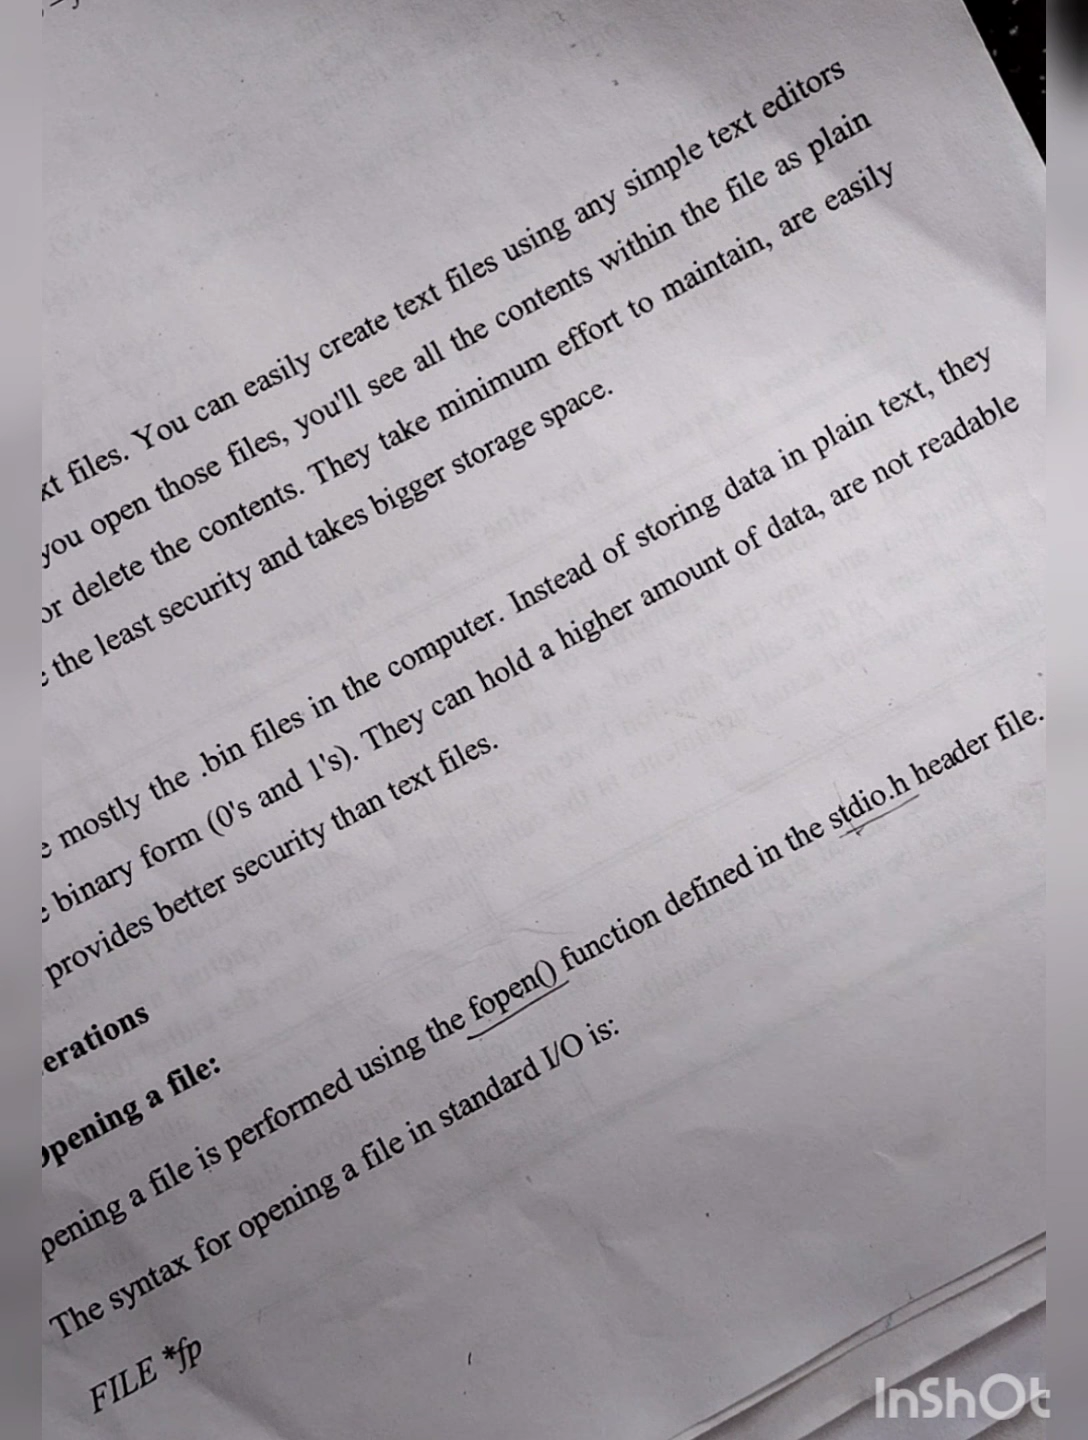 files. You can easily create text files using any simple text editors
you open those files, you'll see all the contents within the file as plain
or delete the contents. They take minimum effort to maintain, are easily
the least security and takes bigger storage space.
mostly the .bin files in the computer. Instead of storing data in plain text, they
binary form (0's and 1's). They can hold a higher amount of data, are not readable
provides better security than text files.
erations
pening a file:
pening a file is performed using the fopen() function defined in the stdio.h header file.
The syntax for opening a file in standard I/O is:
FILE *fp
InShOt